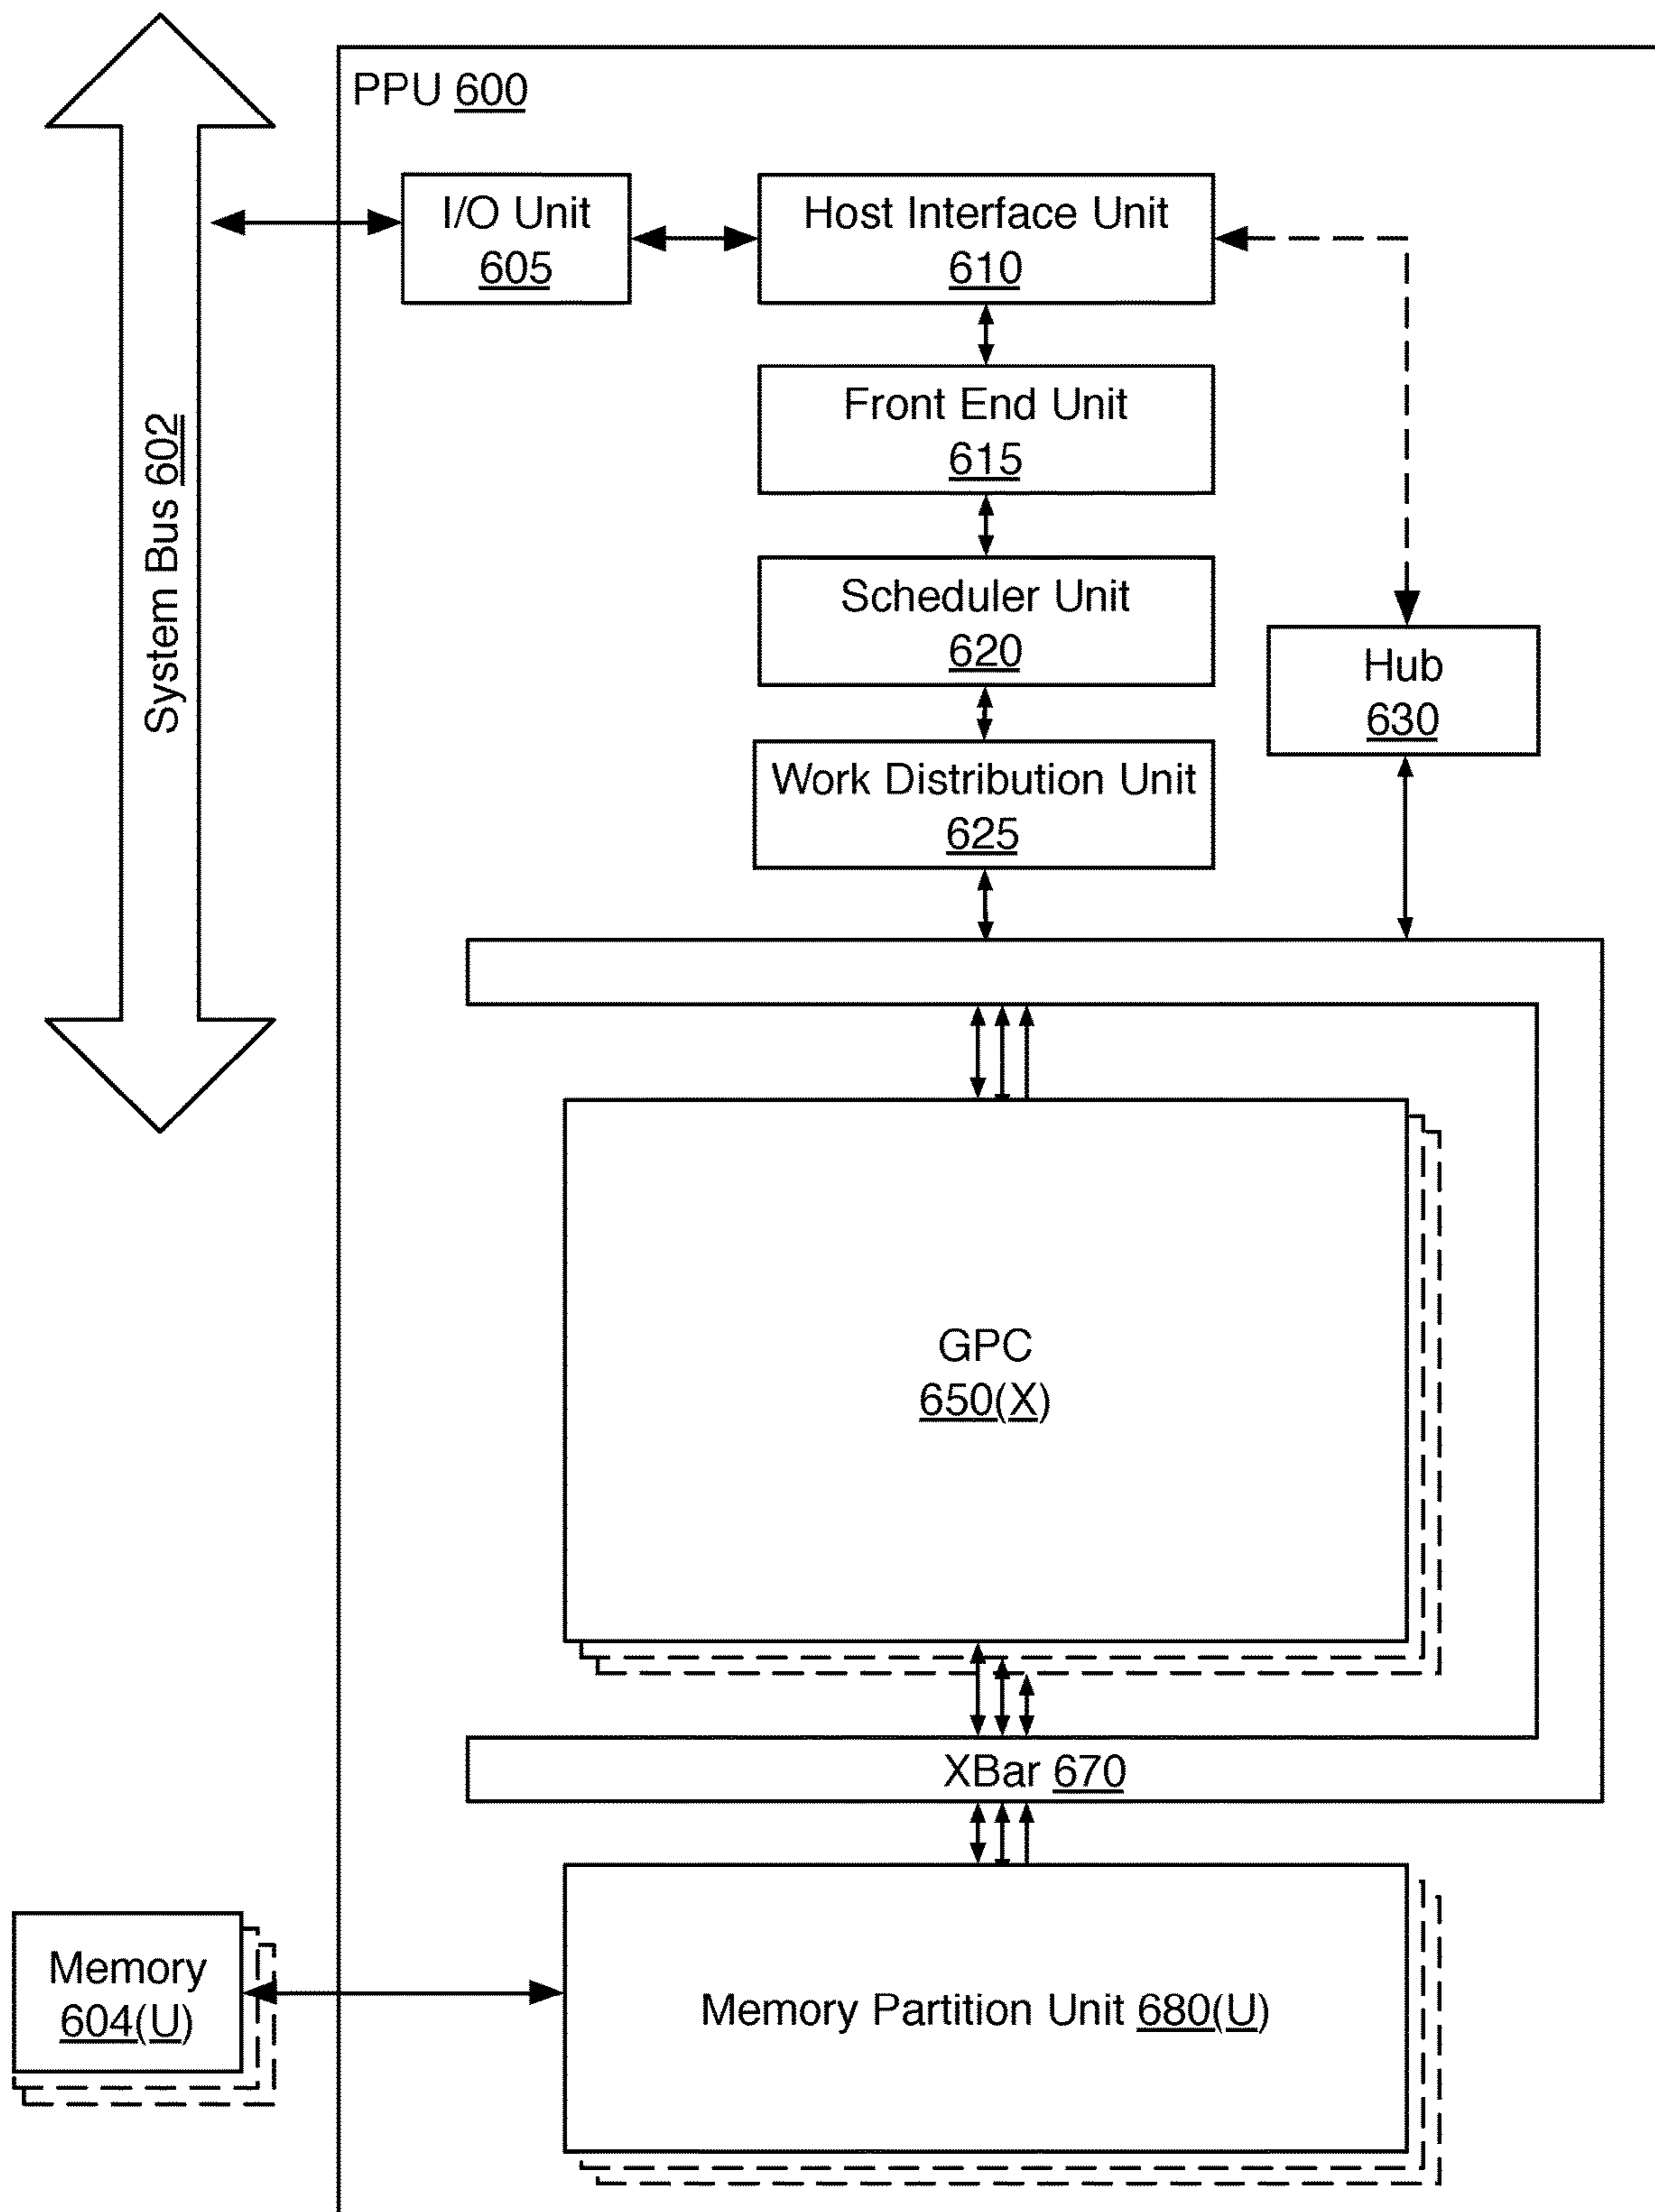 PPU 600
I/O Unit
605
Host Interface Unit
610
Front End Unit
615
System Bus 602
Scheduler Unit
620
Hub
630
Work Distribution Unit
625
GPC
650(X)
XBar 670
Memory
604(U)
Memory Partition Unit 680(U)